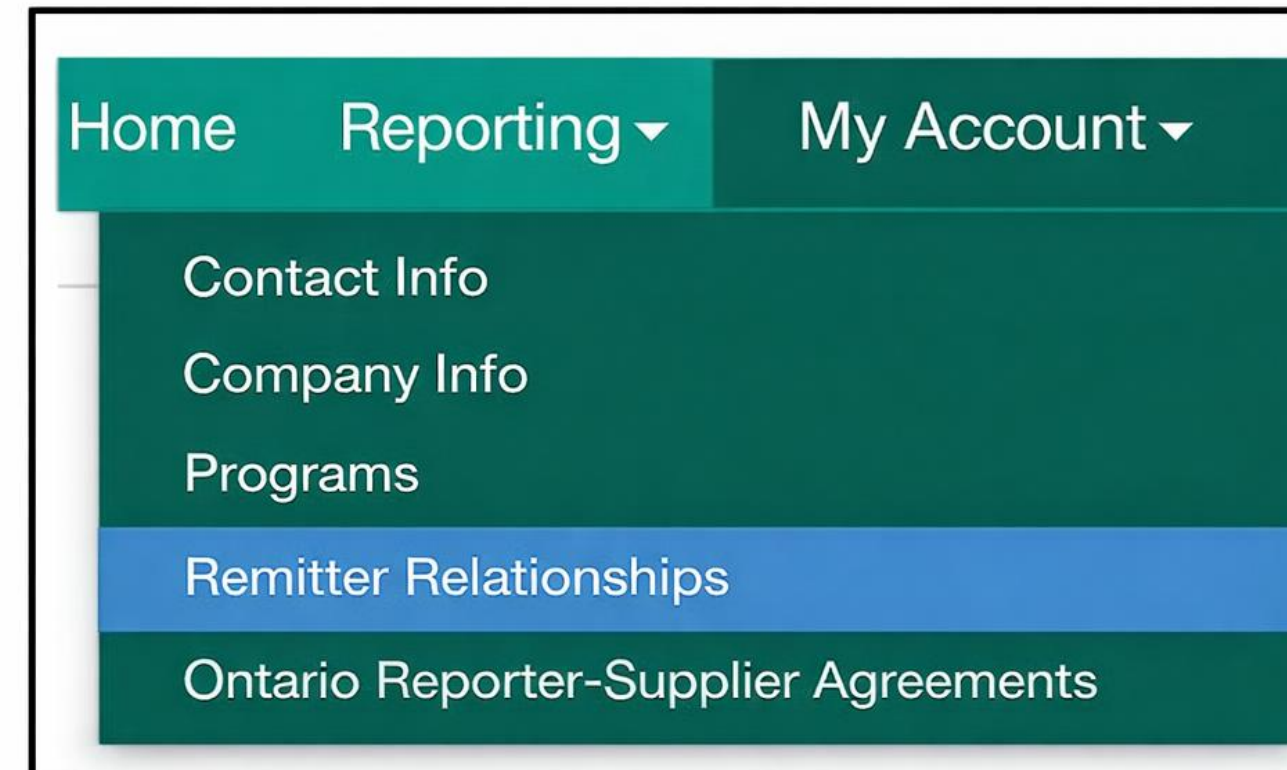 Home Reporting My Account
Contact Info
Company Info
Programs
Remitter Relationships
Ontario Reporter-Supplier Agreements